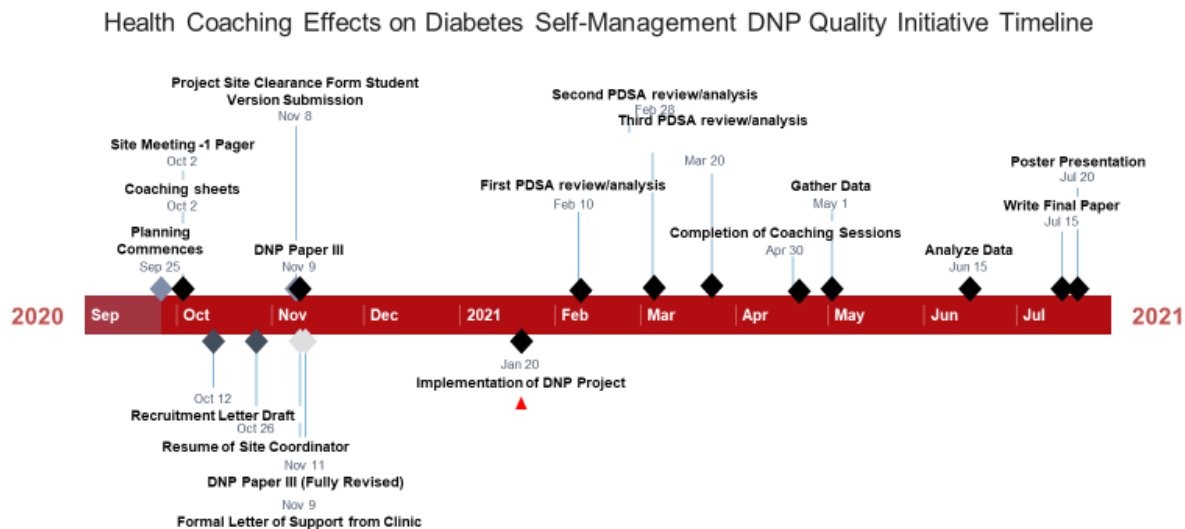 Health Coaching Effects on Diabetes Self-Management DNP Quality Initiative Timeline
Project Site Clearance Form Student
Version Submission
Nov 8
Site Meeting -1 Pager
Oct 2
Coaching sheets
Oct 2
Planning
Commences
Sep 25
DNP Paper III
Nov 9
Second PDSA review/analysis
Feb 28
Third PDSA review/analysis
Mar 20
First PDSA review/analysis
Feb 10
Gather Data
May 1
Completion of Coaching Sessions
Apr 30
Analyze Data
Jun 15
Poster Presentation
Jul 20
Write Final Paper
Jul 15
2020 Sep Oct Nov Dec 2021 Feb Mar Apr May Jun Jul 2021
Oct 12
Recruitment Letter Draft
Oct 26
Resume of Site Coordinator
Nov 11
DNP Paper III (Fully Revised)
Nov 9
Formal Letter of Support from Clinic
Jan 20
Implementation of DNP Project